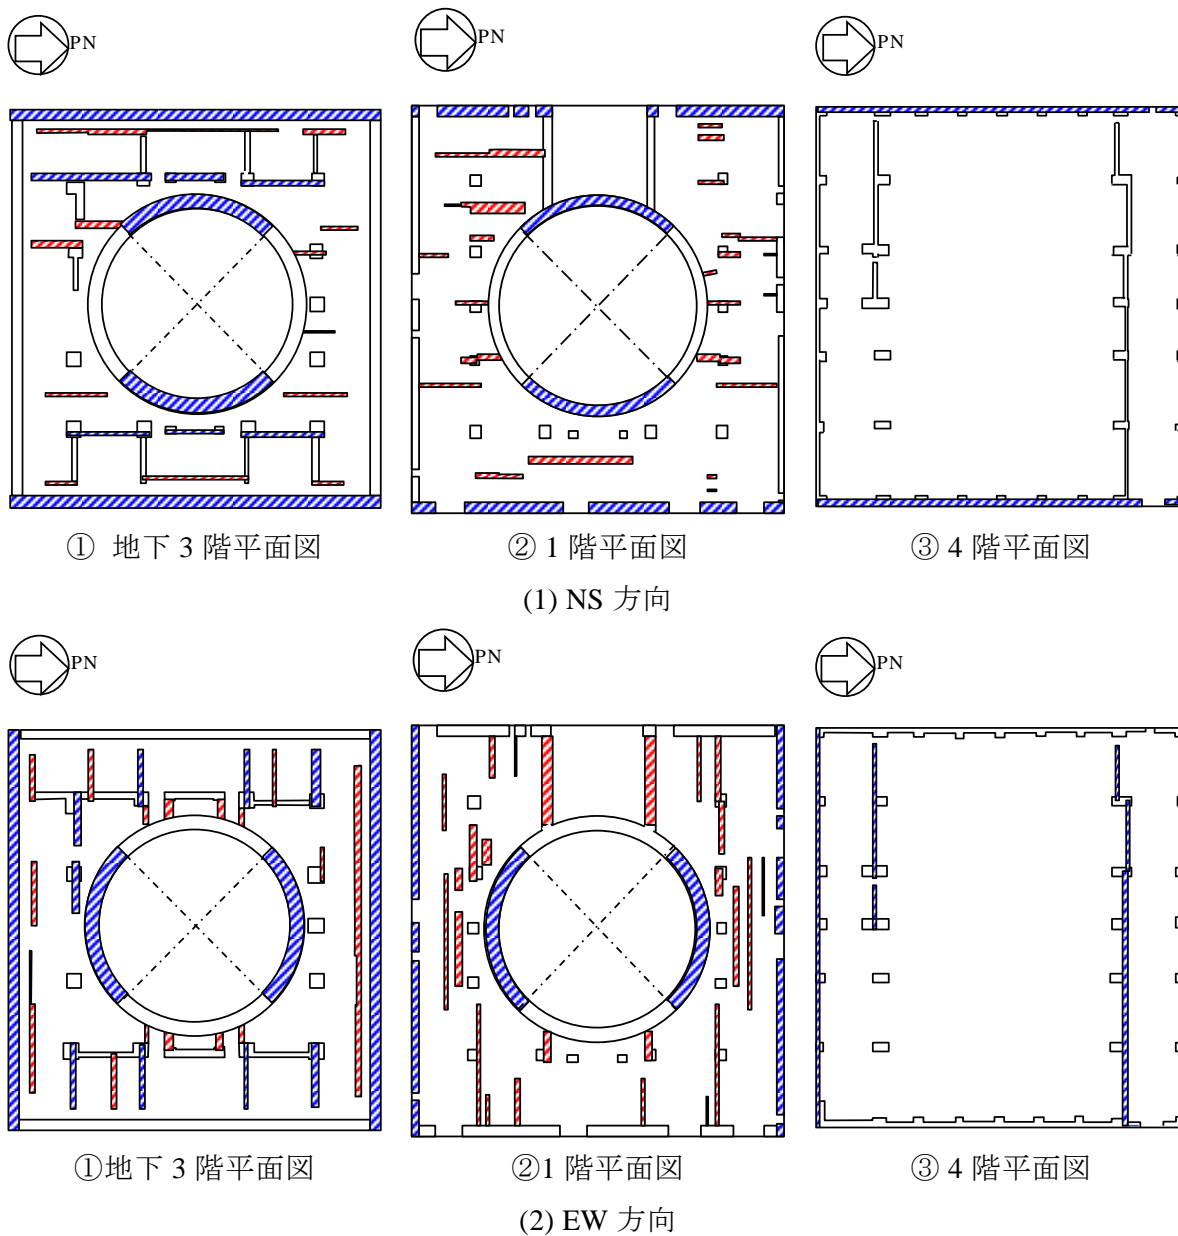 PN PN PN
① 地下 3 階平面図 ② 1 階平面図 ③ 4 階平面図
(1) NS 方向
PN PN PN
①地下 3 階平面図 ②1 階平面図 ③ 4 階平面図
(2) EW 方向